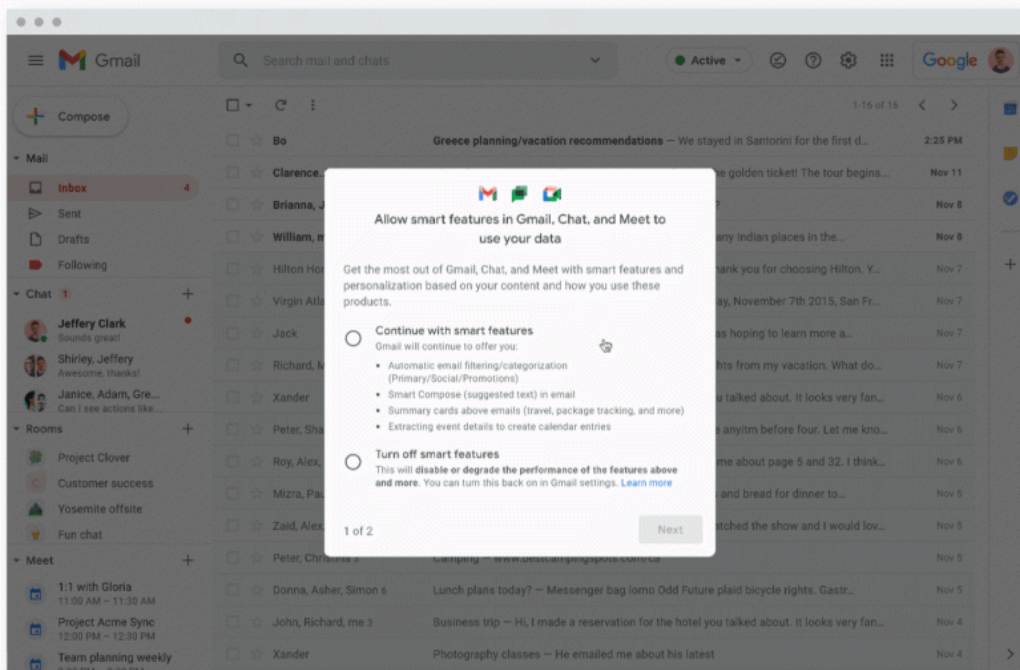 Gmail
Search mail and chats
Active
Google
Compose
1-16 of 16
Mail
Inbox 4
Sent
Drafts
Following
Chat 1
Jeffery Clark
Sounds great!
Shirley, Jeffery
Awesome, thanks!
Janice, Adam, Gre...
Can I see actions like...
Rooms
Project Clover
C Customer success
Yosemite offsite
Fun chat
Meet
1:1 with Gloria
11:00 AM – 11:30 AM
Project Acme Sync
12:00 PM – 12:30 PM
Team planning weekly
Bo Greece planning/vacation recommendations — We stayed in Santorini for the first d... 2:25 PM
Clarence he golden ticket! The tour begins... Nov 11
Brianna, J ? Nov 8
William, m any Indian places in the... Nov 8
Hilton Hon hank you for choosing Hilton. Y... Nov 7
Virgin Atla ay, November 7th 2015, San Fr... Nov 7
Jack as hoping to learn more a... Nov 7
Richard, M hts from my vacation. What do... Nov 7
Xander u talked about. It looks very fan... Nov 6
Peter, Sha e anyitm before four. Let me kno... Nov 6
Roy, Alex, me about page 5 and 32. I think... Nov 6
Mizra, Pau and bread for dinner to... Nov 5
Zaid, Alex atched the show and I would lov... Nov 5
Peter, Christina 3 Camping — www.bestcampingspots.com/ca Nov 5
Donna, Asher, Simon 6 Lunch plans today? — Messenger bag lomo Odd Future plaid bicycle rights. Gastr... Nov 5
John, Richard, me 3 Business trip — Hi, I made a reservation for the hotel you talked about. It looks very fan... Nov 4
Xander Photography classes — He emailed me about his latest Nov 4
Allow smart features in Gmail, Chat, and Meet to
use your data
Get the most out of Gmail, Chat, and Meet with smart features and
personalization based on your content and how you use these
products.
Continue with smart features
Gmail will continue to offer you:
• Automatic email filtering/categorization
(Primary/Social/Promotions)
• Smart Compose (suggested text) in email
• Summary cards above emails (travel, package tracking, and more)
• Extracting event details to create calendar entries
Turn off smart features
This will disable or degrade the performance of the features above
and more. You can turn this back on in Gmail settings. Learn more
1 of 2
Next